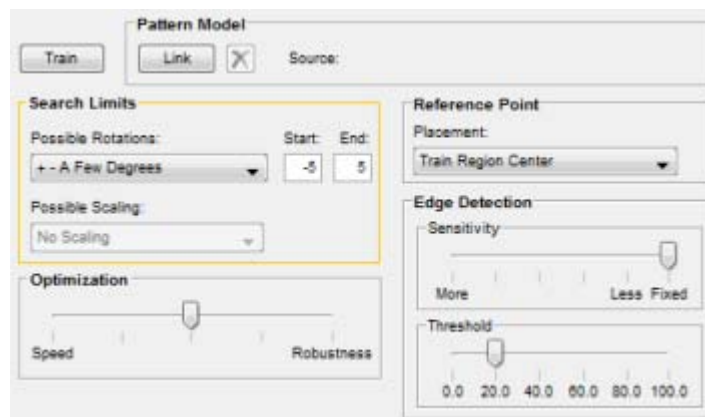 Pattern Model
Train
Link
Source:
Search Limits
Possible Rotations:
Start:
End:
+ - A Few Degrees
-5
5
Possible Scaling:
No Scaling
Optimization
Speed
Robustness
Reference Point
Placement:
Train Region Center
Edge Detection
Sensitivity
More
Less
Fixed
Threshold
0.0 20.0 40.0 60.0 80.0 100.0